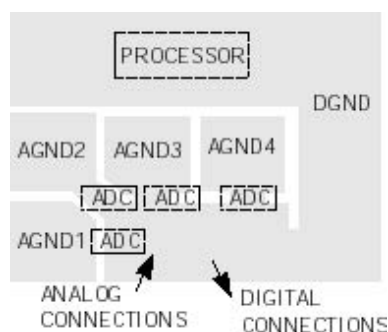 PROCESSOR
DGND
AGND2 AGND3 AGND4
ADC ADC ADC
AGND1 ADC
ANALOG CONNECTIONS
DIGITAL CONNECTIONS